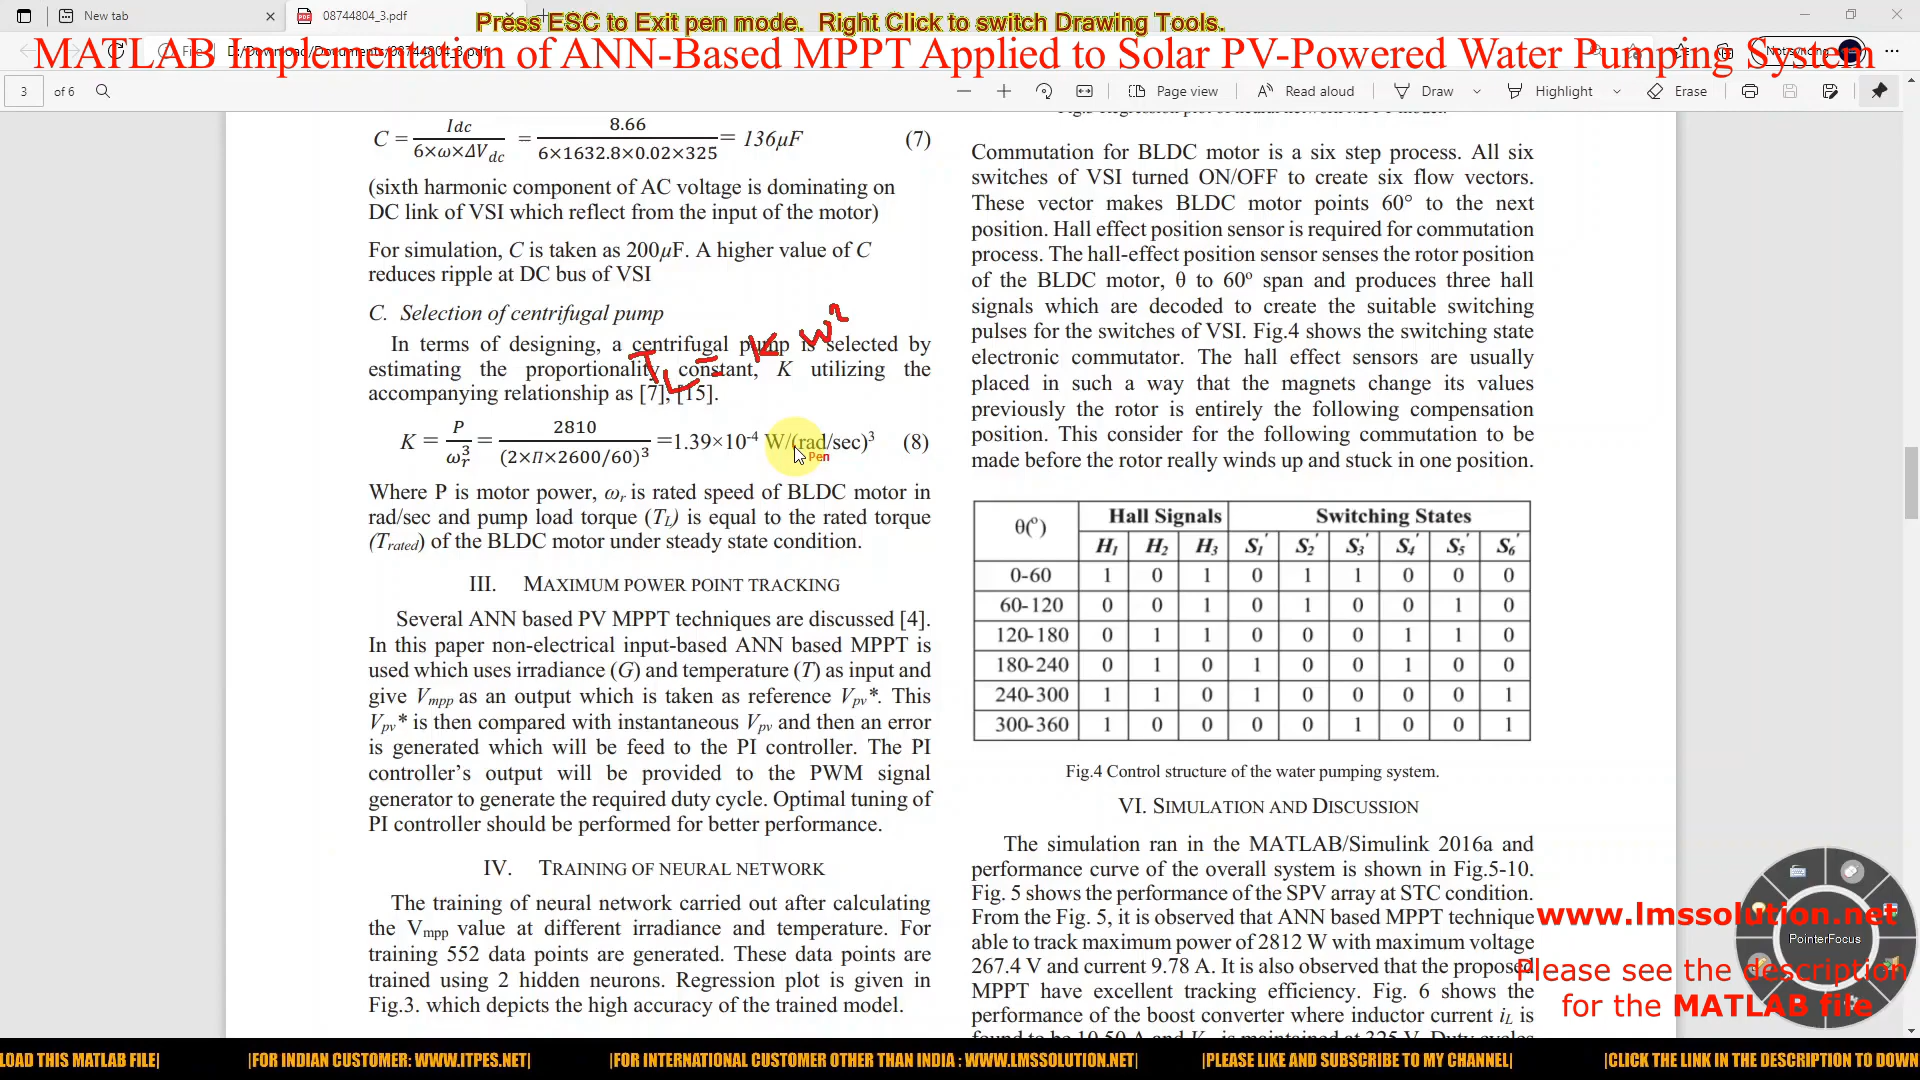 New tab
08744804_3.pdf
Press ESC to Exit pen mode. Right Click to switch Drawing Tools.
MATLAB Implementation of ANN-Based MPPT Applied to Solar PV-Powered Water Pumping System
3 of 6
Page view
Read aloud
Draw
Highlight
Erase
C = Idc / 6×ω×ΔVdc = 8.66 / 6×1632.8×0.02×325 = 136μF (7)
(sixth harmonic component of AC voltage is dominating on
DC link of VSI which reflect from the input of the motor)
For simulation, C is taken as 200μF. A higher value of C
reduces ripple at DC bus of VSI
C. Selection of centrifugal pump
In terms of designing, a centrifugal pump is selected by
estimating the proportionality constant, K utilizing the
accompanying relationship as [7], [15].
TL = K w²
K = P / ωr³ = 2810 / (2×Π×2600/60)³ =1.39×10⁻⁴ W/(rad/sec)³ (8)
Pen
Where P is motor power, ωr is rated speed of BLDC motor in
rad/sec and pump load torque (TL) is equal to the rated torque
(Trated) of the BLDC motor under steady state condition.
III. MAXIMUM POWER POINT TRACKING
Several ANN based PV MPPT techniques are discussed [4].
In this paper non-electrical input-based ANN based MPPT is
used which uses irradiance (G) and temperature (T) as input and
give Vmpp as an output which is taken as reference Vpv*. This
Vpv* is then compared with instantaneous Vpv and then an error
is generated which will be feed to the PI controller. The PI
controller's output will be provided to the PWM signal
generator to generate the required duty cycle. Optimal tuning of
PI controller should be performed for better performance.
IV. TRAINING OF NEURAL NETWORK
The training of neural network carried out after calculating
the Vmpp value at different irradiance and temperature. For
training 552 data points are generated. These data points are
trained using 2 hidden neurons. Regression plot is given in
Fig.3. which depicts the high accuracy of the trained model.
Commutation for BLDC motor is a six step process. All six
switches of VSI turned ON/OFF to create six flow vectors.
These vector makes BLDC motor points 60° to the next
position. Hall effect position sensor is required for commutation
process. The hall-effect position sensor senses the rotor position
of the BLDC motor, θ to 60º span and produces three hall
signals which are decoded to create the suitable switching
pulses for the switches of VSI. Fig.4 shows the switching state
electronic commutator. The hall effect sensors are usually
placed in such a way that the magnets change its values
previously the rotor is entirely the following compensation
position. This consider for the following commutation to be
made before the rotor really winds up and stuck in one position.
θ(º) Hall Signals Switching States
H1 H2 H3 S1' S2' S3' S4' S5' S6'
0-60 1 0 1 0 1 1 0 0 0
60-120 0 0 1 0 1 0 0 1 0
120-180 0 1 1 0 0 0 1 1 0
180-240 0 1 0 1 0 0 1 0 0
240-300 1 1 0 1 0 0 0 0 1
300-360 1 0 0 0 0 1 0 0 1
Fig.4 Control structure of the water pumping system.
VI. SIMULATION AND DISCUSSION
The simulation ran in the MATLAB/Simulink 2016a and
performance curve of the overall system is shown in Fig.5-10.
Fig. 5 shows the performance of the SPV array at STC condition.
From the Fig. 5, it is observed that ANN based MPPT technique
able to track maximum power of 2812 W with maximum voltage
267.4 V and current 9.78 A. It is also observed that the proposed
MPPT have excellent tracking efficiency. Fig. 6 shows the
performance of the boost converter where inductor current iL is
www.lmssolution.net
PointerFocus
Please see the description
for the MATLAB file
LOAD THIS MATLAB FILE| |FOR INDIAN CUSTOMER: WWW.ITPES.NET| |FOR INTERNATIONAL CUSTOMER OTHER THAN INDIA : WWW.LMSSOLUTION.NET| |PLEASE LIKE AND SUBSCRIBE TO MY CHANNEL| |CLICK THE LINK IN THE DESCRIPTION TO DOWN